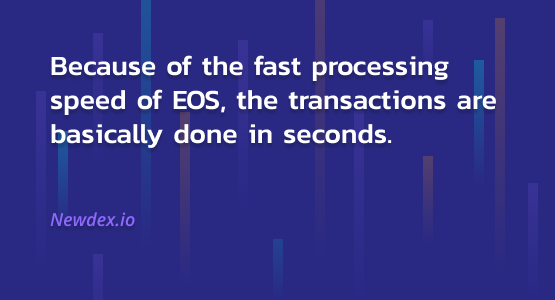 Because of the fast processing
speed of EOS, the transactions are
basically done in seconds.
Newdex.io